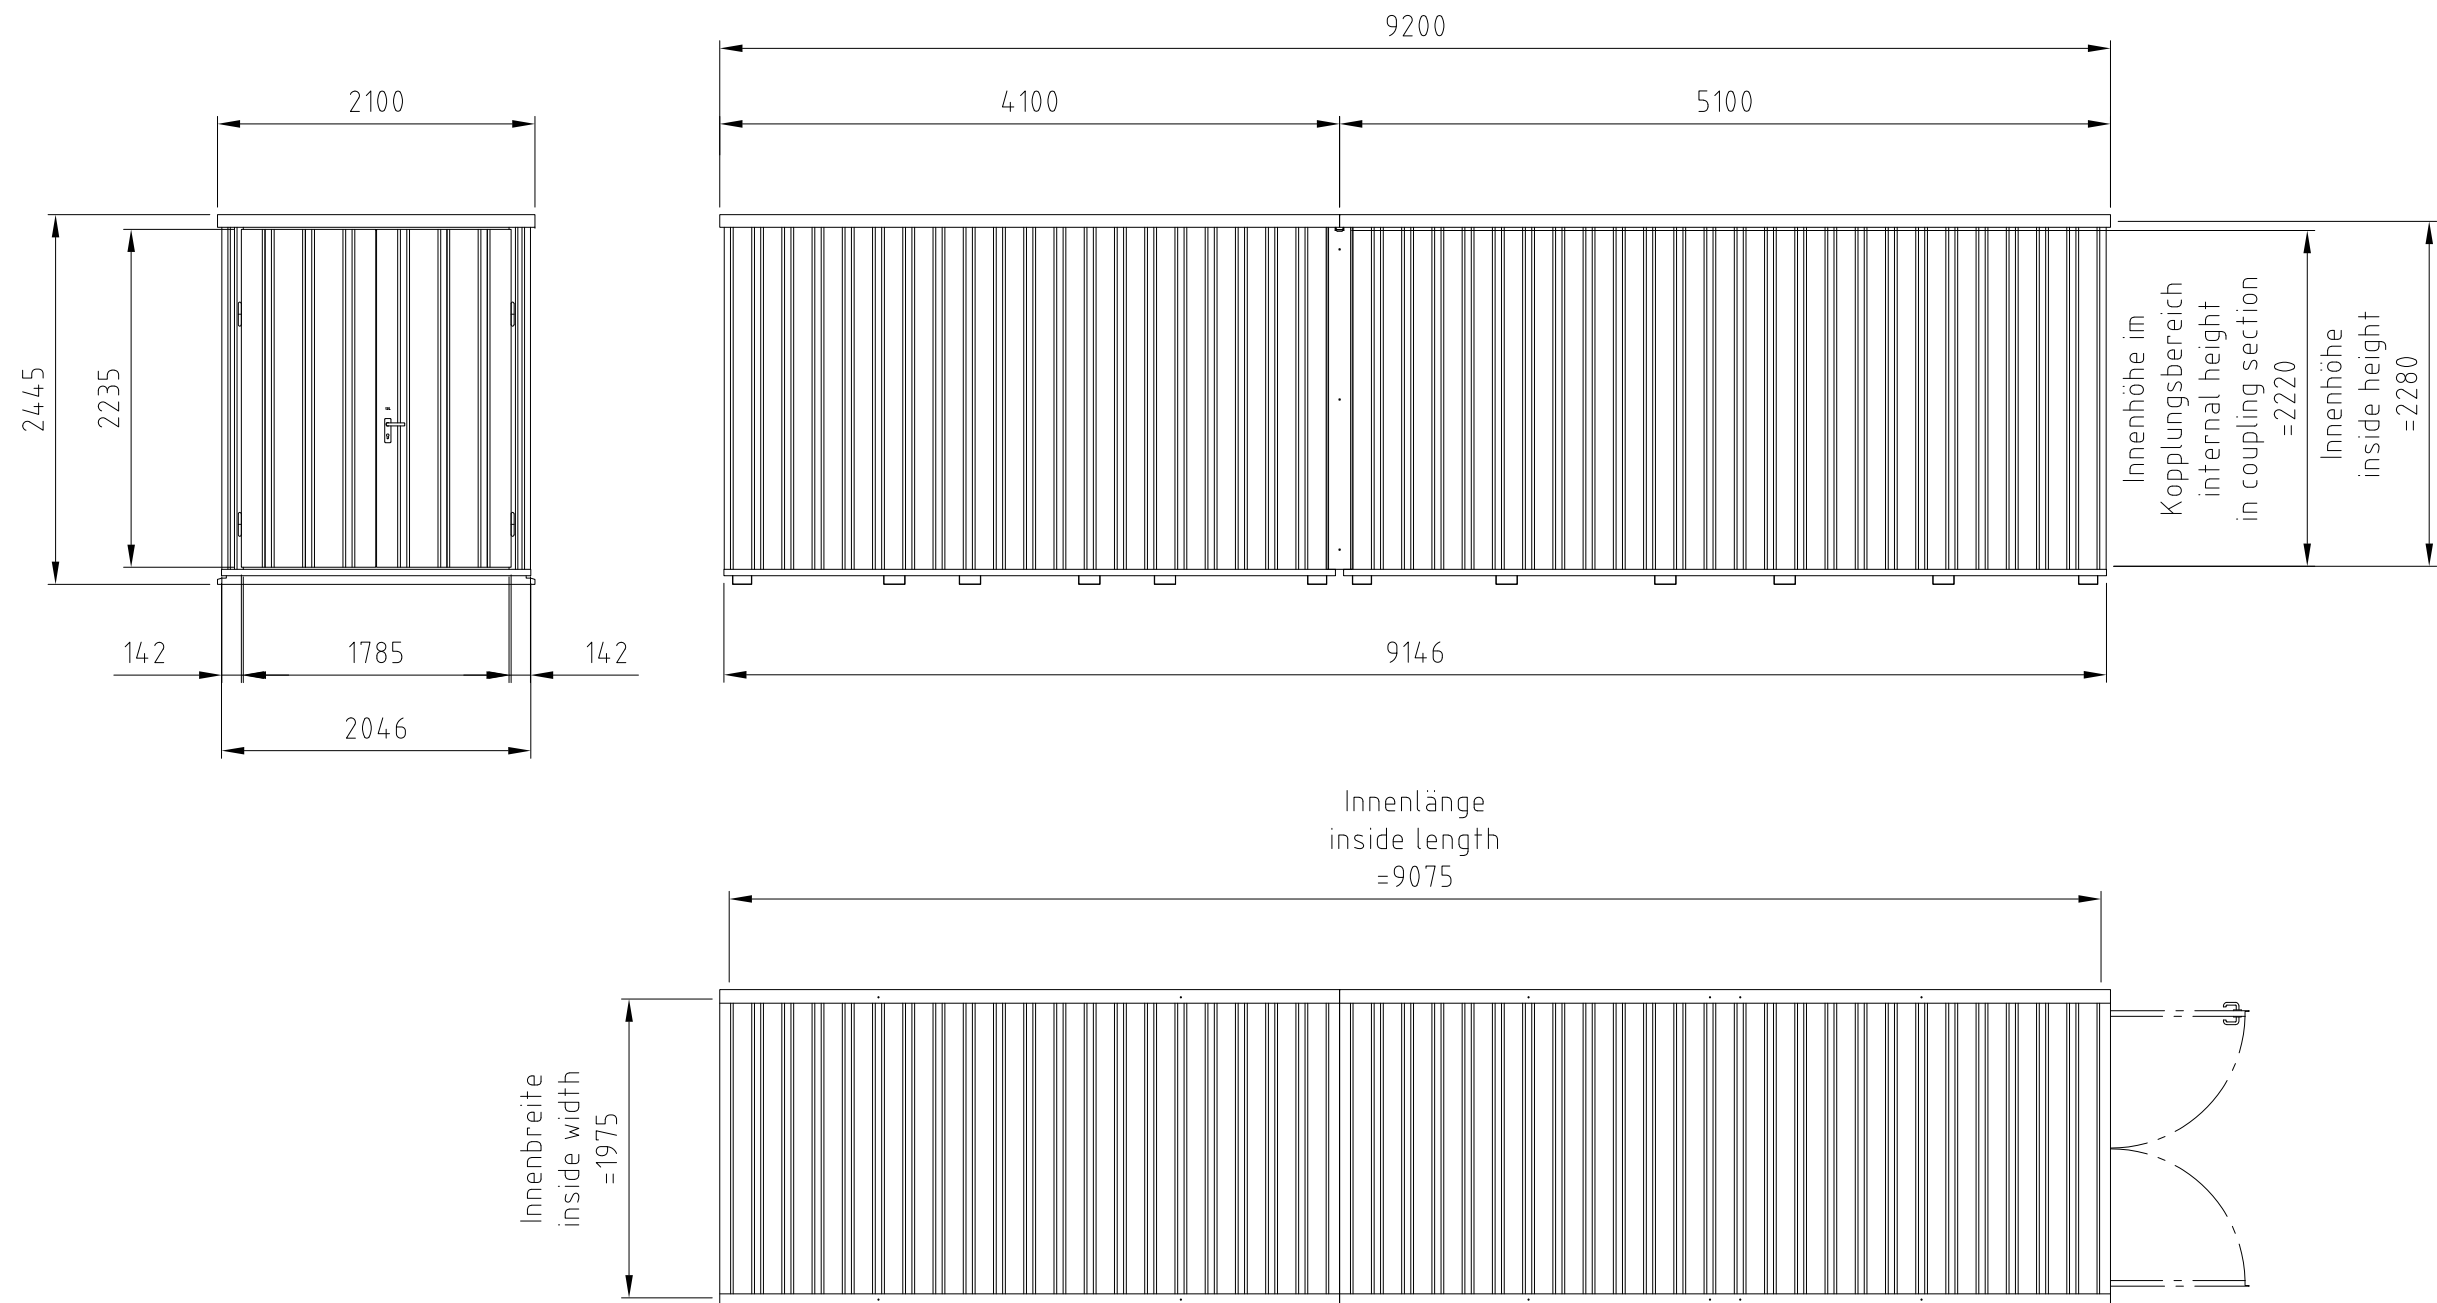 9200
2100
4100
5100
2445
2235
Innenhöhe im
Kopplungsbereich
internal height
in coupling section
=2220
Innenhöhe
inside height
=2280
142
1785
142
9146
2046
Innenlänge
inside length
=9075
Innenbreite
inside width
=1975